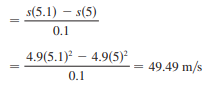 = s(5.1) − s(5) / 0.1
= 4.9(5.1)² − 4.9(5)² / 0.1 = 49.49 m/s